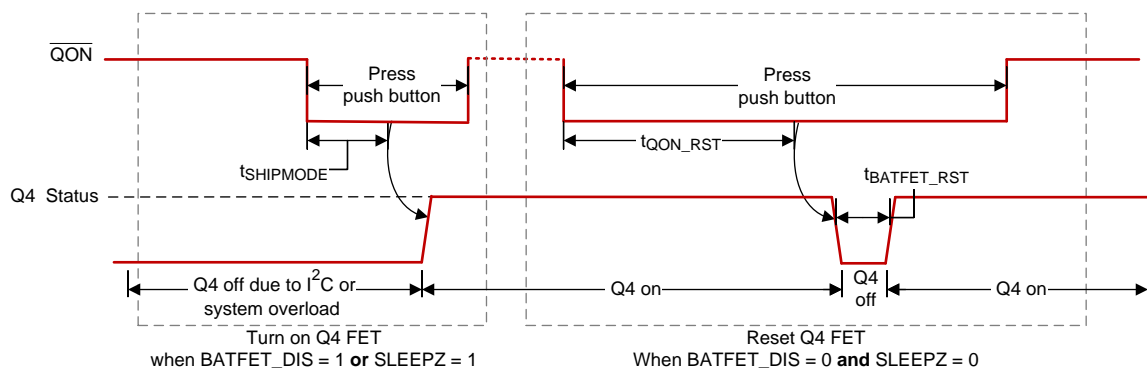 QON
Press
push button
Press
push button
tSHIPMODE
tQON_RST
tBATFET_RST
Q4 Status
Q4 off due to I2C or
system overload
Q4 on
Q4
off
Q4 on
Turn on Q4 FET
when BATFET_DIS = 1 or SLEEPZ = 1
Reset Q4 FET
When BATFET_DIS = 0 and SLEEPZ = 0